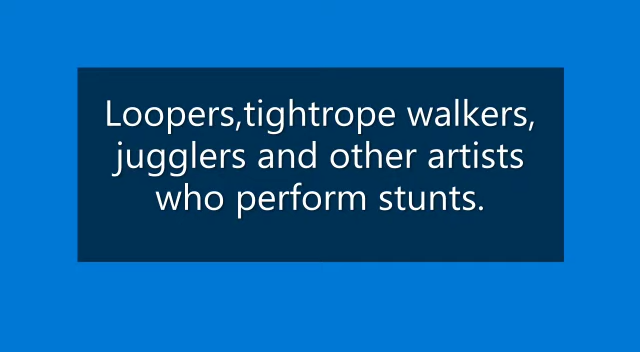 Loopers,tightrope walkers,
jugglers and other artists
who perform stunts.